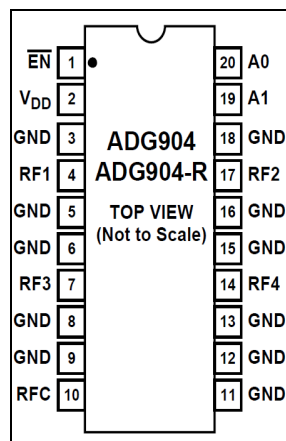 EN 1 20 A0
VDD 2 19 A1
GND 3 18 GND
ADG904
RF1 4 17 RF2
ADG904-R
GND 5 16 GND
TOP VIEW
GND 6 15 GND
(Not to Scale)
RF3 7 14 RF4
GND 8 13 GND
GND 9 12 GND
RFC 10 11 GND